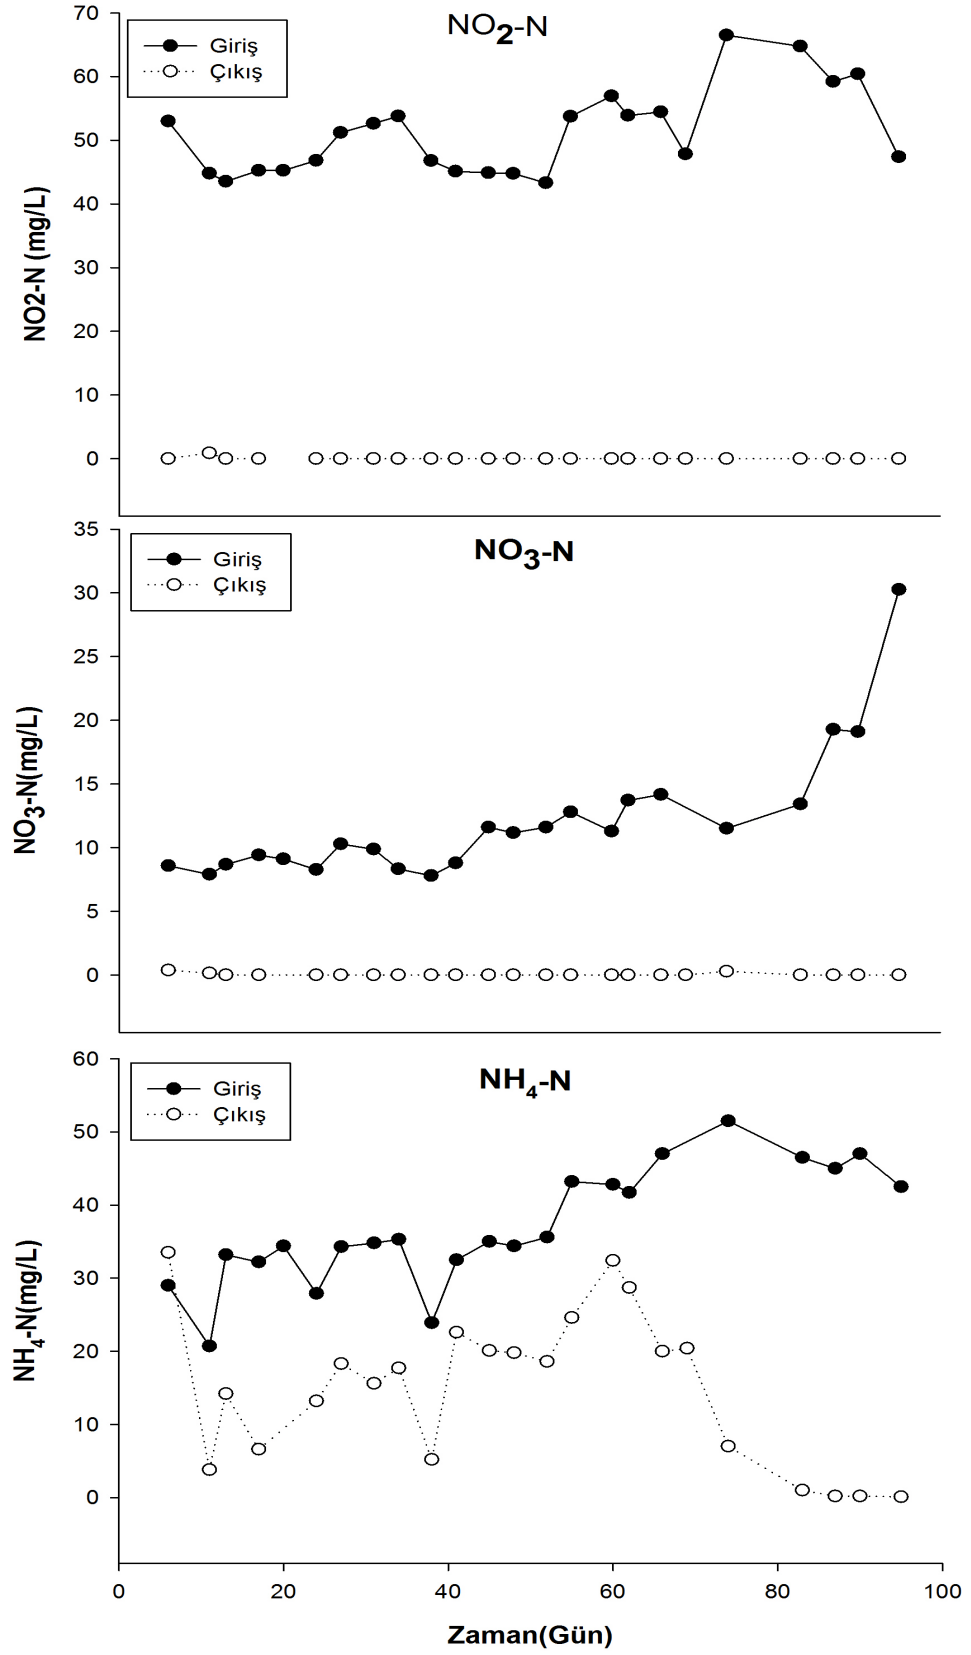 NO2-N
Giriş
Çıkış
NO2-N (mg/L)
70
60
50
40
30
20
10
0
NO3-N
Giriş
Çıkış
NO3-N(mg/L)
35
30
25
20
15
10
5
0
NH4-N
Giriş
Çıkış
NH4-N(mg/L)
60
50
40
30
20
10
0
0 20 40 60 80 100
Zaman(Gün)